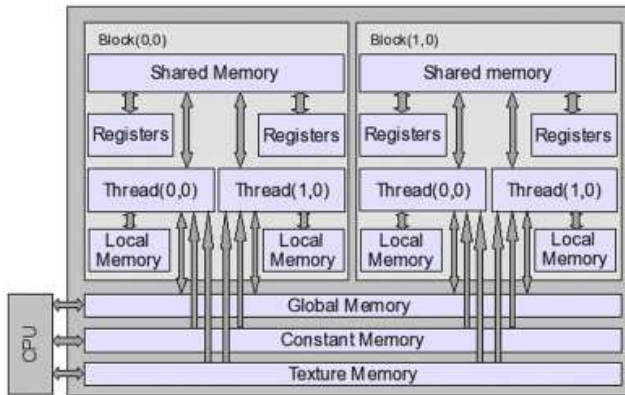 Block(0,0)
Shared Memory
Registers
Registers
Thread(0,0)
Thread(1,0)
Local
Memory
Local
Memory
Block(1,0)
Shared memory
Registers
Registers
Thread(0,0)
Thread(1,0)
Local
Memory
Local
Memory
CPU
Global Memory
Constant Memory
Texture Memory